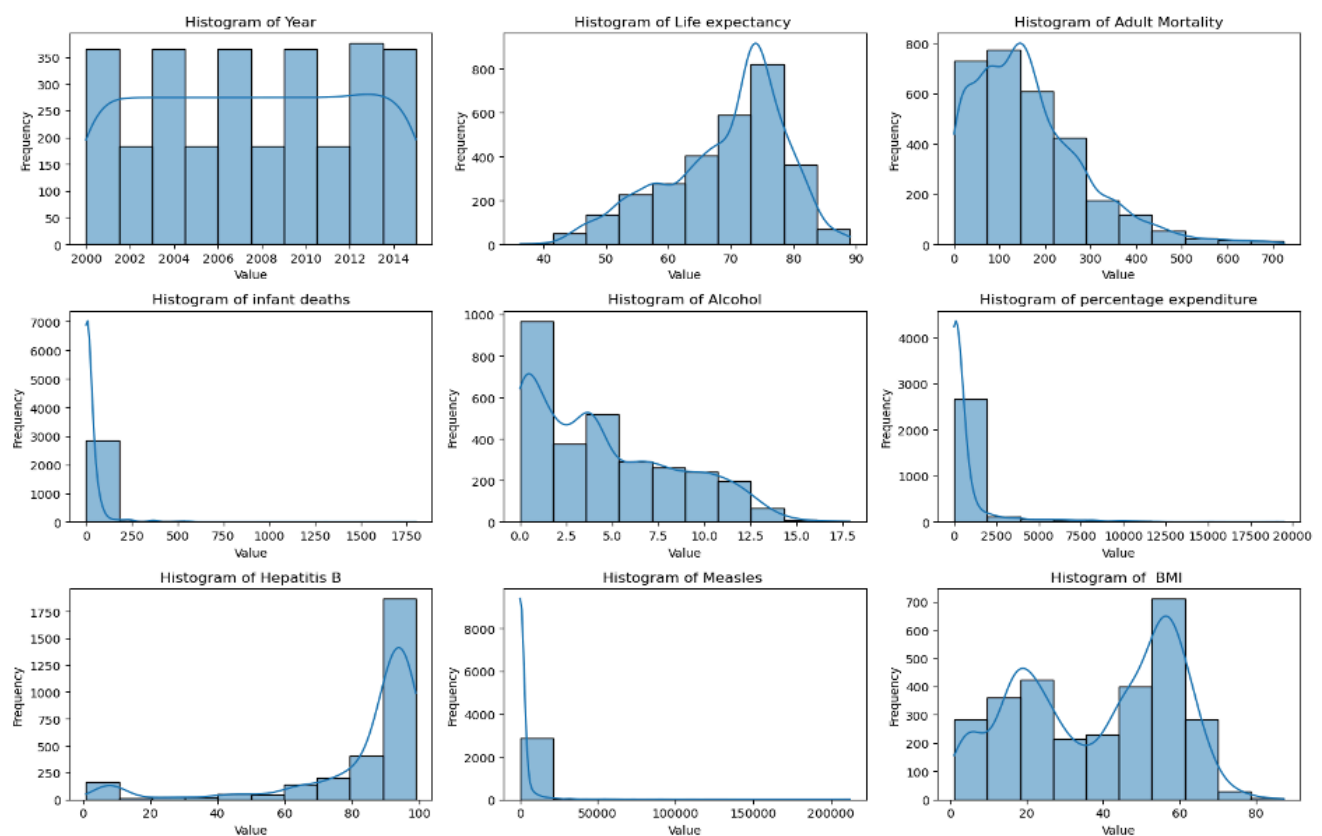 Histogram of Year
Histogram of Life expectancy
Histogram of Adult Mortality
Frequency
350
300
250
200
150
100
50
0
2000 2002 2004 2006 2008 2010 2012 2014
Value
Frequency
800
600
400
200
0
40 50 60 70 80 90
Value
Frequency
800
600
400
200
0
0 100 200 300 400 500 600 700
Value
Histogram of infant deaths
Histogram of Alcohol
Histogram of percentage expenditure
Frequency
7000
6000
5000
4000
3000
2000
1000
0
0 250 500 750 1000 1250 1500 1750
Value
Frequency
1000
800
600
400
200
0
0.0 2.5 5.0 7.5 10.0 12.5 15.0 17.5
Value
Frequency
4000
3000
2000
1000
0
0 2500 5000 7500 10000 12500 15000 17500 20000
Value
Histogram of Hepatitis B
Histogram of Measles
Histogram of  BMI
Frequency
1750
1500
1250
1000
750
500
250
0
0 20 40 60 80 100
Value
Frequency
8000
6000
4000
2000
0
0 50000 100000 150000 200000
Value
Frequency
700
600
500
400
300
200
100
0
0 20 40 60 80
Value